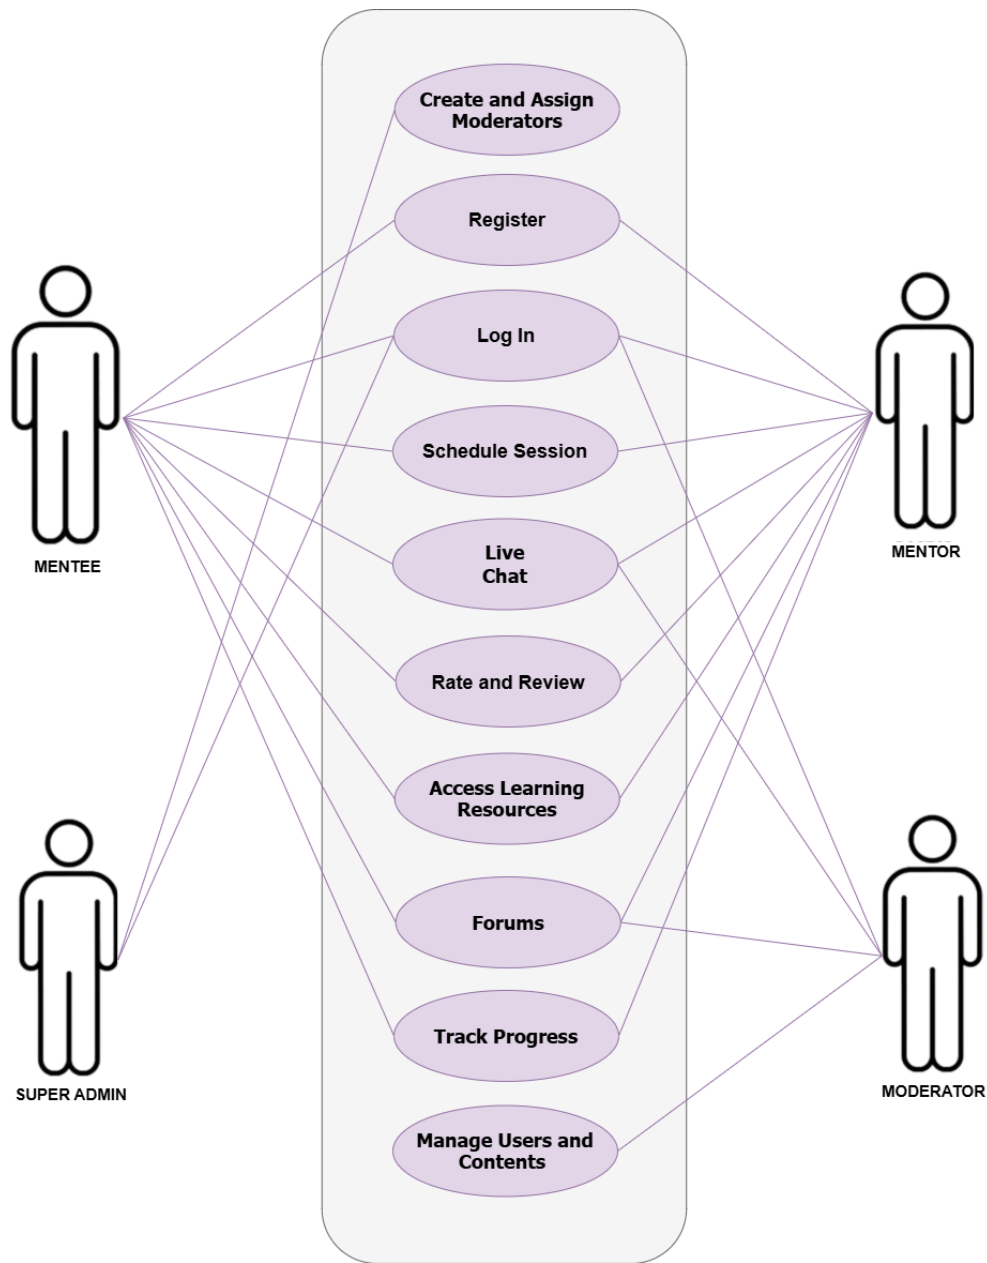 Create and Assign
Moderators
Register
Log In
Schedule Session
Live
Chat
Rate and Review
Access Learning
Resources
Forums
Track Progress
Manage Users and
Contents
MENTEE
MENTOR
SUPER ADMIN
MODERATOR